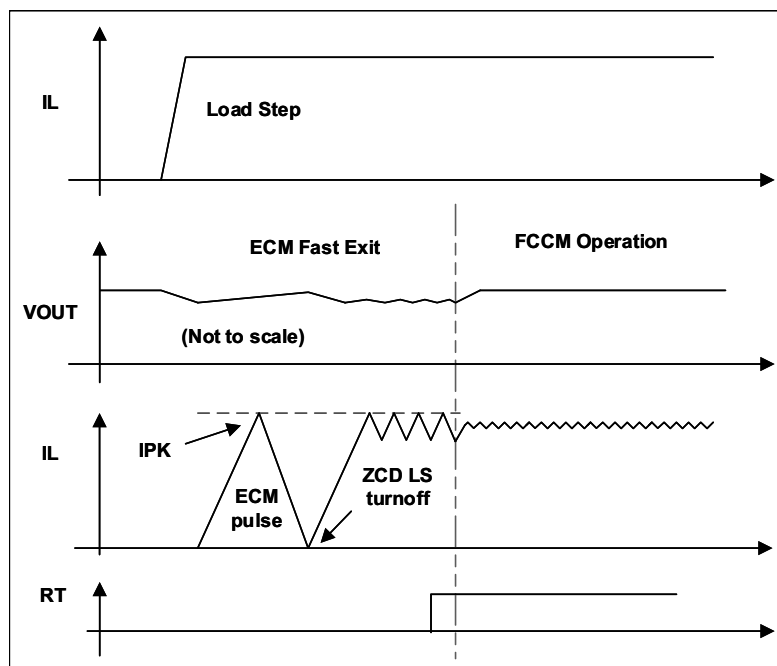 IL
Load Step
ECM Fast Exit
FCCM Operation
VOUT
(Not to scale)
IL
IPK
ECM
pulse
ZCD LS
turnoff
RT